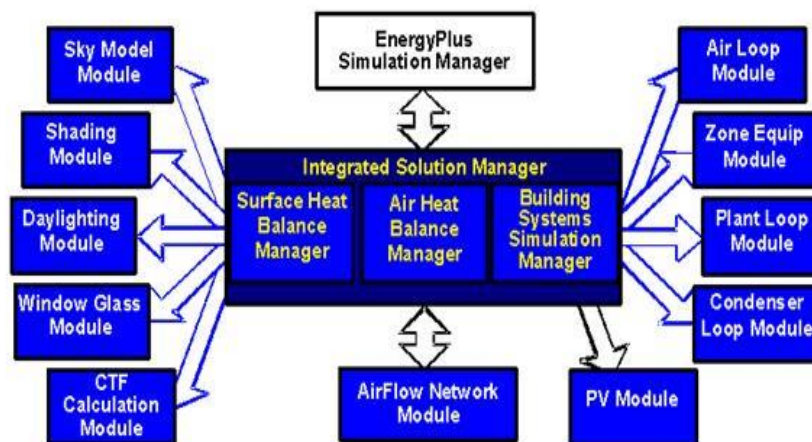 Sky Model
Module
Shading
Module
Daylighting
Module
Window Glass
Module
CTF
Calculation
Module
EnergyPlus
Simulation Manager
Integrated Solution Manager
Surface Heat
Balance
Manager
Air Heat
Balance
Manager
Building
Systems
Simulation
Manager
AirFlow Network
Module
PV Module
Air Loop
Module
Zone Equip
Module
Plant Loop
Module
Condenser
Loop Module